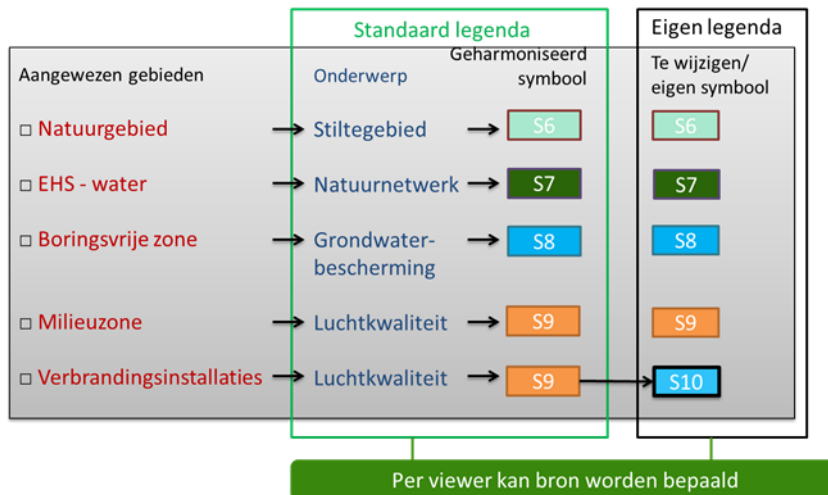 Standaard legenda
Eigen legenda
Aangewezen gebieden
Onderwerp
Geharmoniseerd
symbool
Te wijzigen/
eigen symbool
□ Natuurgebied → Stiltegebied → S6 S6
□ EHS - water → Natuurnetwerk → S7 S7
□ Boringsvrije zone → Grondwater-
bescherming → S8 S8
□ Milieuzone → Luchtkwaliteit → S9 S9
□ Verbrandingsinstallaties → Luchtkwaliteit → S9 → S10
Per viewer kan bron worden bepaald